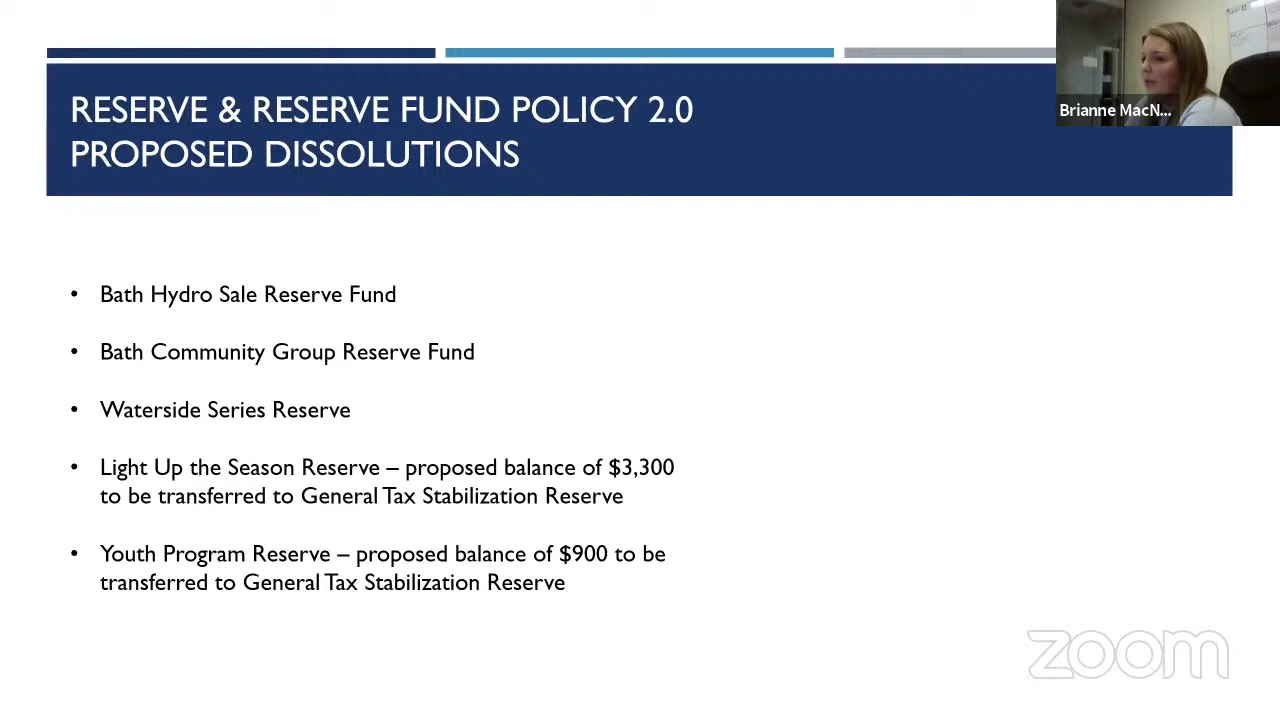 RESERVE & RESERVE FUND POLICY 2.0
PROPOSED DISSOLUTIONS
Brianne MacN...
• Bath Hydro Sale Reserve Fund
• Bath Community Group Reserve Fund
• Waterside Series Reserve
• Light Up the Season Reserve – proposed balance of $3,300
to be transferred to General Tax Stabilization Reserve
• Youth Program Reserve – proposed balance of $900 to be
transferred to General Tax Stabilization Reserve
zoom